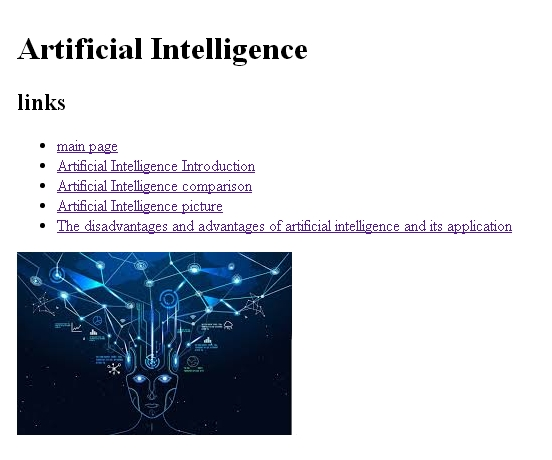 Artificial Intelligence
links
main page
Artificial Intelligence Introduction
Artificial Intelligence comparison
Artificial Intelligence picture
The disadvantages and advantages of artificial intelligence and its application